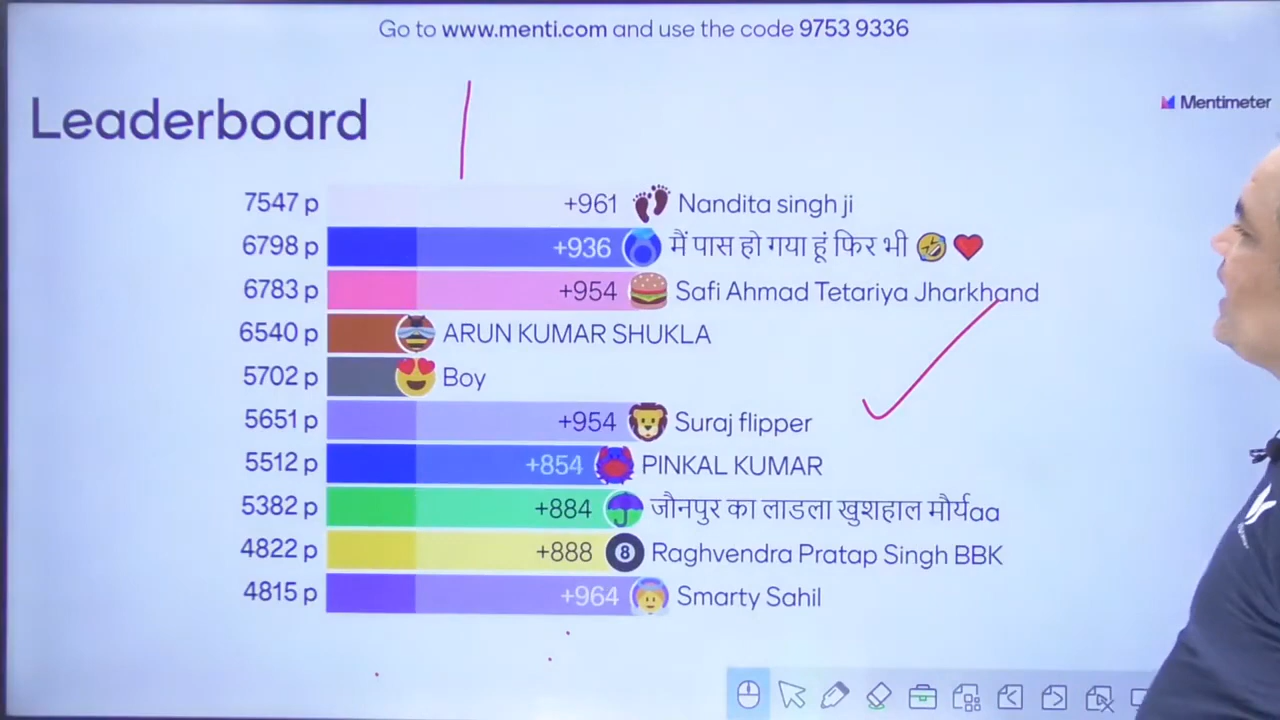 Go to www.menti.com and use the code 9753 9336
Leaderboard
Mentimeter
7547 p +961 Nandita singh ji
6798 p +936 मैं पास हो गया हूं फिर भी 🤣❤️
6783 p +954 Safi Ahmad Tetariya Jharkhand
6540 p ARUN KUMAR SHUKLA
5702 p Boy
5651 p +954 Suraj flipper
5512 p +854 PINKAL KUMAR
5382 p +884 जौनपुर का लाडला खुशहाल मौर्यaa
4822 p +888 8 Raghvendra Pratap Singh BBK
4815 p +964 Smarty Sahil